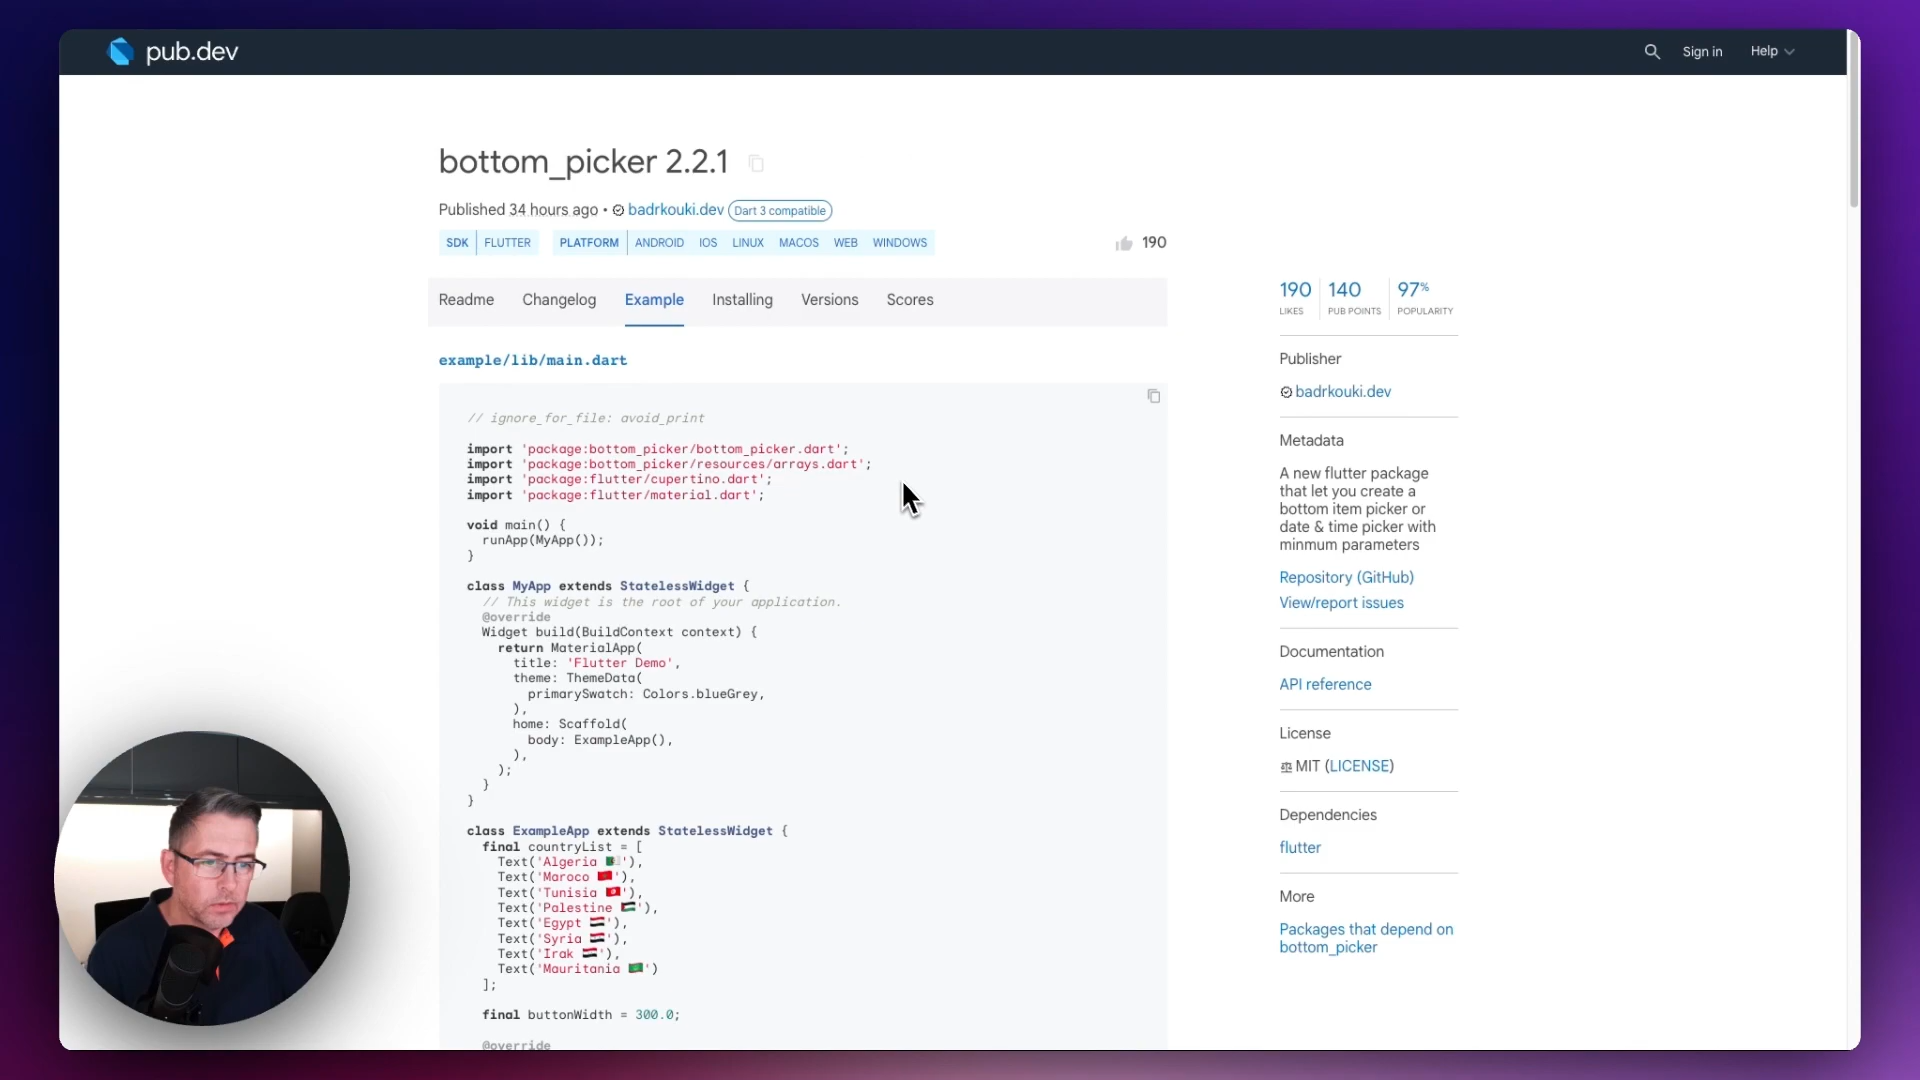 pub.dev
Sign in
Help
bottom_picker 2.2.1
Published 34 hours ago • badrkouki.dev Dart 3 compatible
SDK FLUTTER PLATFORM ANDROID IOS LINUX MACOS WEB WINDOWS
190
Readme Changelog Example Installing Versions Scores
example/lib/main.dart
// ignore_for_file: avoid_print
import 'package:bottom_picker/bottom_picker.dart';
import 'package:bottom_picker/resources/arrays.dart';
import 'package:flutter/cupertino.dart';
import 'package:flutter/material.dart';
void main() {
runApp(MyApp());
}
class MyApp extends StatelessWidget {
// This widget is the root of your application.
@override
Widget build(BuildContext context) {
return MaterialApp(
title: 'Flutter Demo',
theme: ThemeData(
primarySwatch: Colors.blueGrey,
),
home: Scaffold(
body: ExampleApp(),
),
);
}
}
class ExampleApp extends StatelessWidget {
final countryList = [
Text('Algeria 🇩🇿'),
Text('Maroco 🇲🇦'),
Text('Tunisia 🇹🇳'),
Text('Palestine 🇵🇸'),
Text('Egypt 🇪🇬'),
Text('Syria 🇸🇾'),
Text('Irak 🇮🇶'),
Text('Mauritania 🇲🇷')
];
final buttonWidth = 300.0;
@override
190 140 97%
LIKES PUB POINTS POPULARITY
Publisher
badrkouki.dev
Metadata
A new flutter package
that let you create a
bottom item picker or
date & time picker with
minmum parameters
Repository (GitHub)
View/report issues
Documentation
API reference
License
MIT (LICENSE)
Dependencies
flutter
More
Packages that depend on
bottom_picker